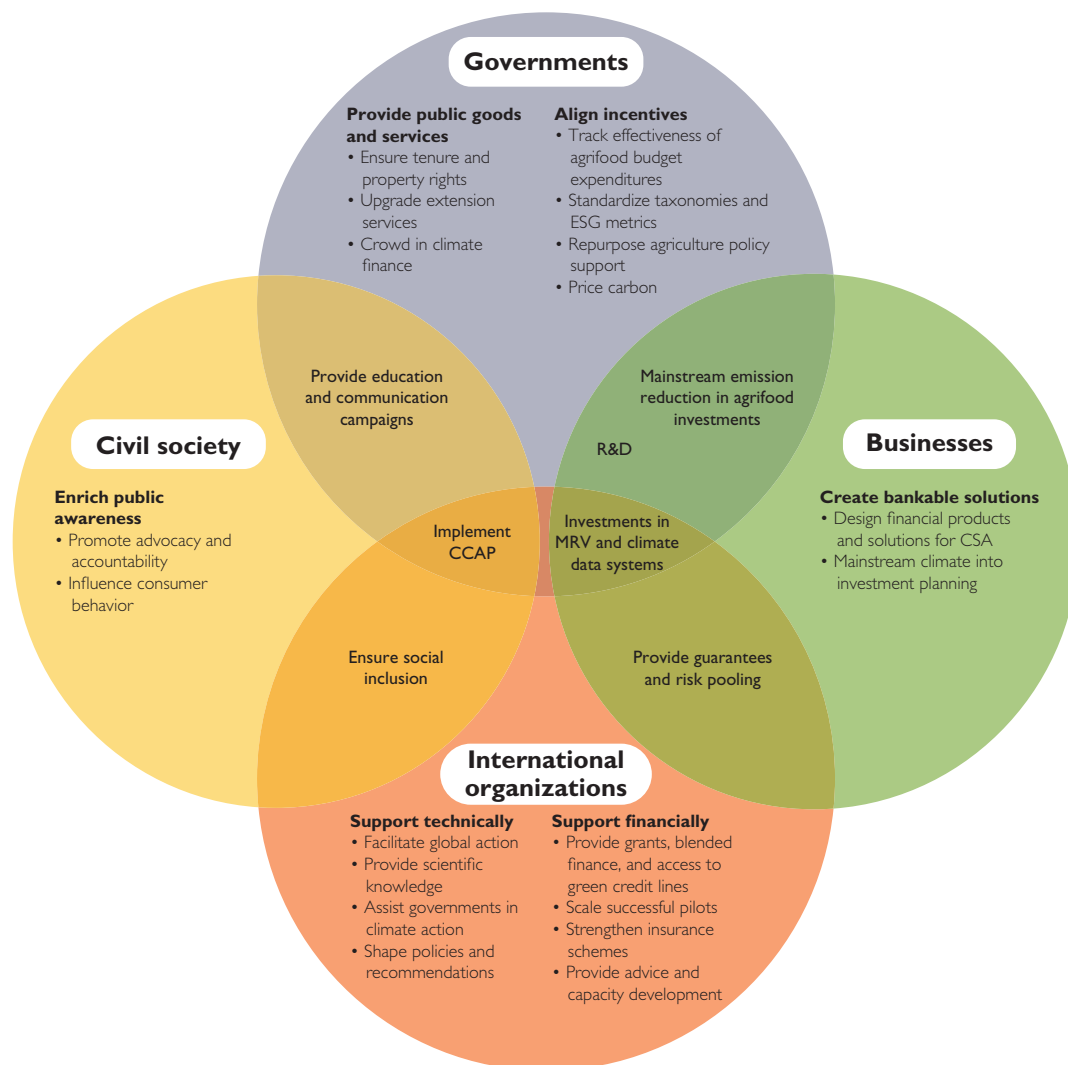 Governments
Provide public goods
and services
• Ensure tenure and
property rights
• Upgrade extension
services
• Crowd in climate
finance
Align incentives
• Track effectiveness of
agrifood budget
expenditures
• Standardize taxonomies and
ESG metrics
• Repurpose agriculture policy
support
• Price carbon
Provide education
and communication
campaigns
Mainstream emission
reduction in agrifood
investments
R&D
Civil society
Enrich public
awareness
• Promote advocacy and
accountability
• Influence consumer
behavior
Businesses
Create bankable solutions
• Design financial products
and solutions for CSA
• Mainstream climate into
investment planning
Implement
CCAP
Investments in
MRV and climate
data systems
Ensure social
inclusion
Provide guarantees
and risk pooling
International
organizations
Support technically
• Facilitate global action
• Provide scientific
knowledge
• Assist governments in
climate action
• Shape policies and
recommendations
Support financially
• Provide grants, blended
finance, and access to
green credit lines
• Scale successful pilots
• Strengthen insurance
schemes
• Provide advice and
capacity development